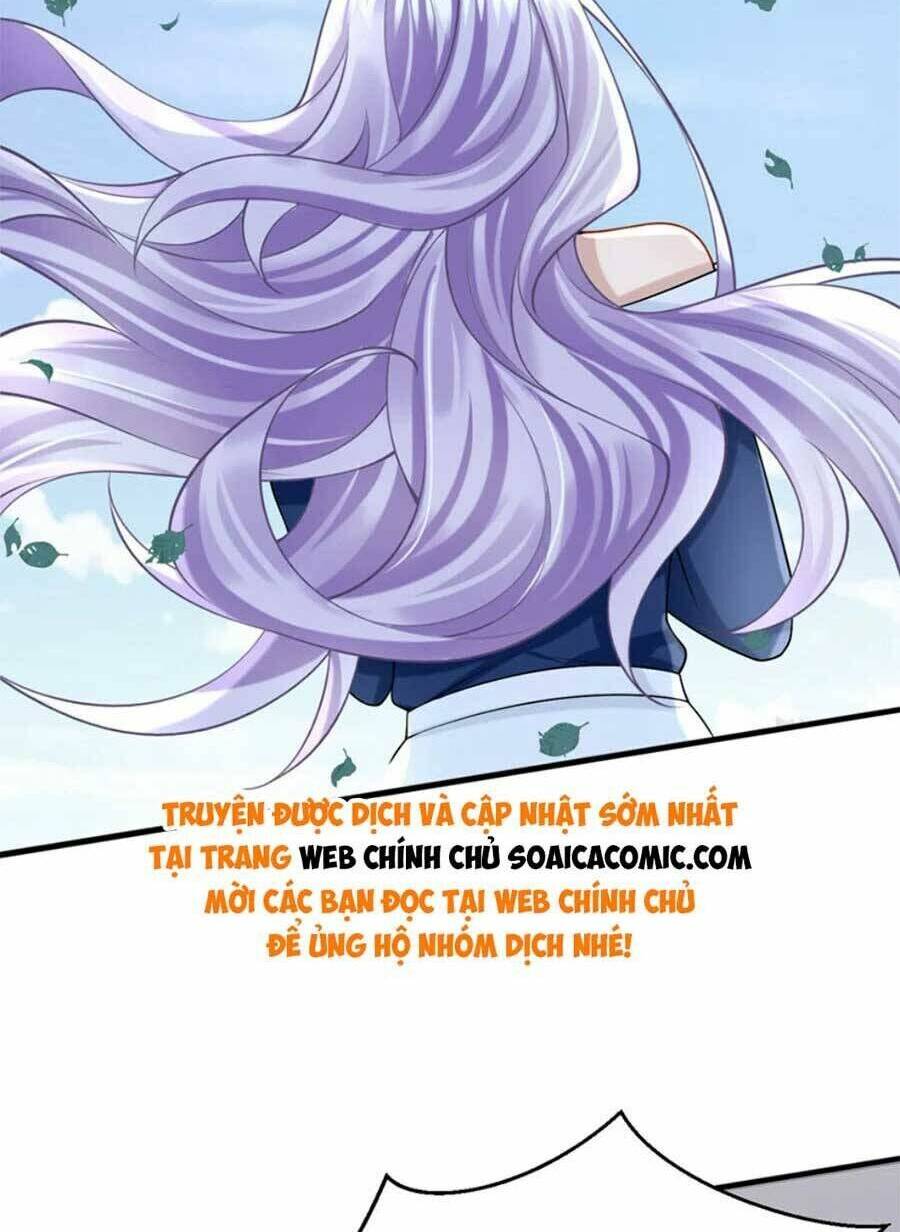 TRUYỆN ĐƯỢC DỊCH VÀ CẬP NHẬT SỚM NHẤT
TẠI TRANG WEB CHÍNH CHỦ SOAICACOMIC.COM
MỜI CÁC BẠN ĐỌC TẠI WEB CHÍNH CHỦ
ĐỂ ỦNG HỘ NHÓM DỊCH NHÉ!